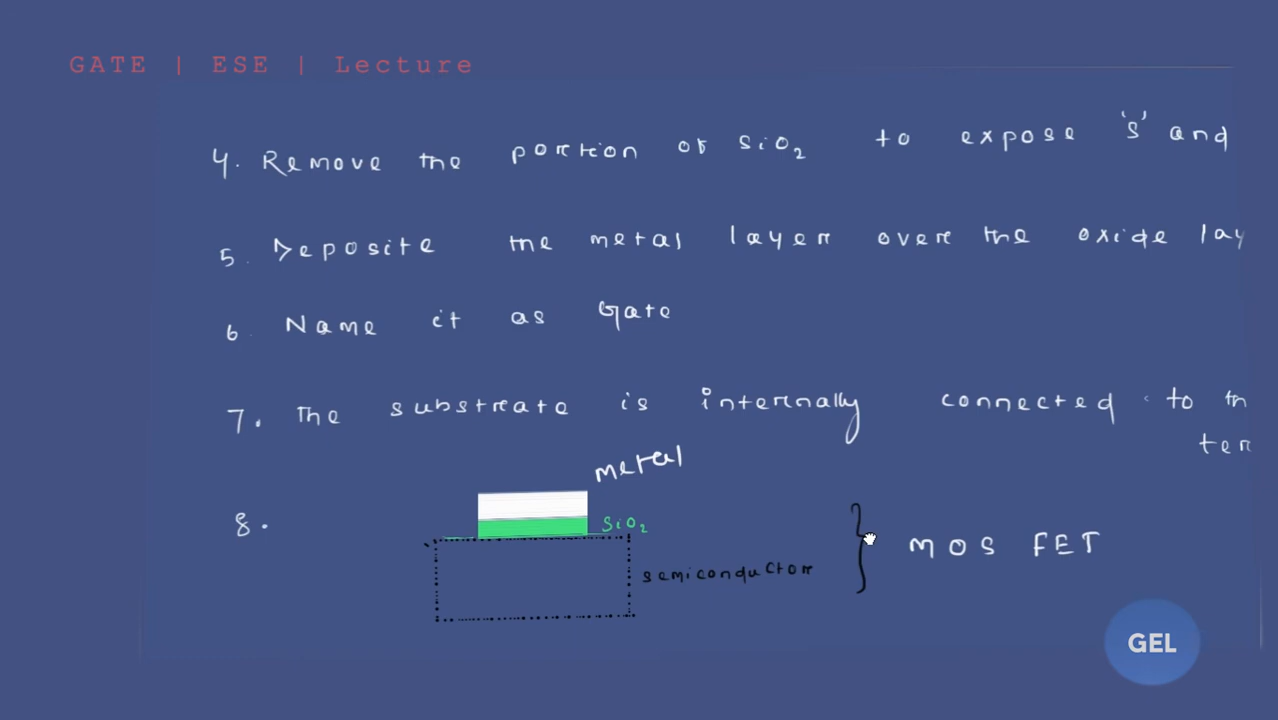 GATE | ESE | Lecture
4. Remove the portion of SiO2 to expose 's' and
5. Deposite the metal layer over the oxide lay
6. Name it as Gate
7. The substrate is internally connected to th
ter
metal
8.
SiO2
semiconductor
MOS FET
GEL